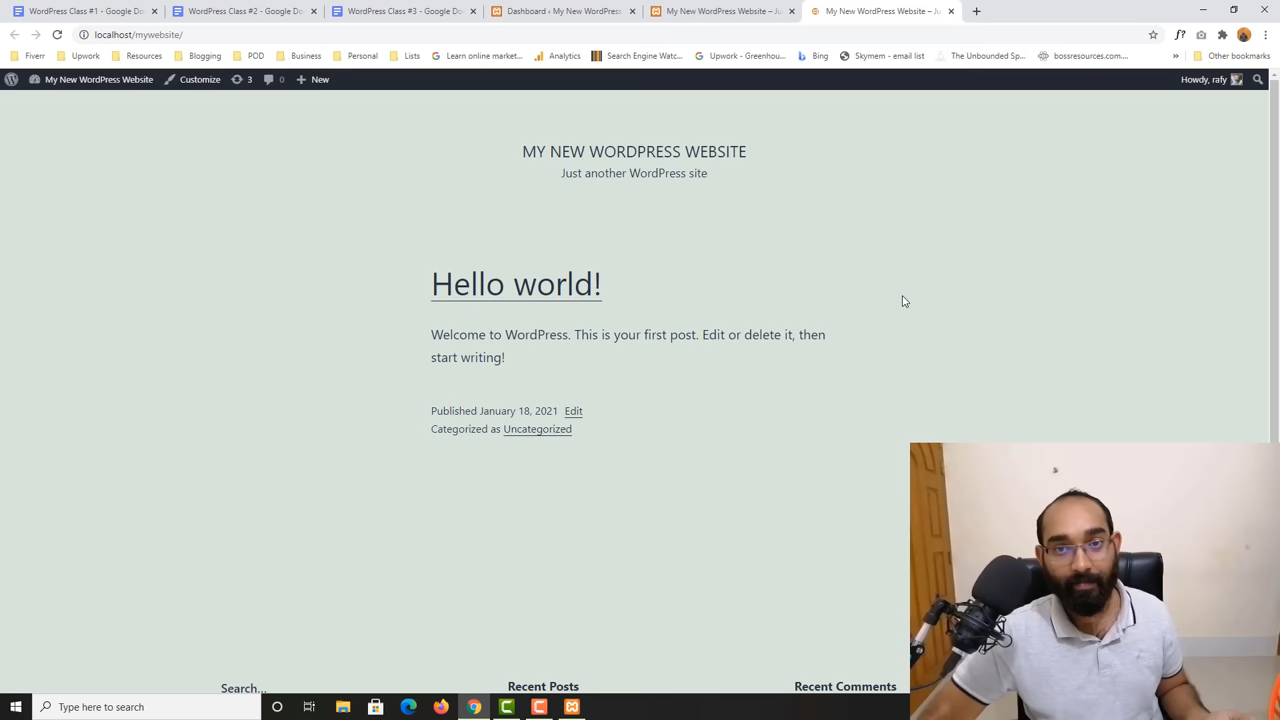 WordPress Class #1 - Google Do
WordPress Class #2 - Google Do
WordPress Class #3 - Google Do
Dashboard ‹ My New WordPress
My New WordPress Website – Ju
My New WordPress Website – Ju
localhost/mywebsite/
f?
Fiverr
Upwork
Resources
Blogging
POD
Business
Personal
Lists
Learn online market...
Analytics
Search Engine Watc...
Upwork - Greenhou...
Bing
Skymem - email list
The Unbounded Sp...
bossresources.com...
»
Other bookmarks
My New WordPress Website
Customize
3
0
New
Howdy, rafy
MY NEW WORDPRESS WEBSITE
Just another WordPress site
Hello world!
Welcome to WordPress. This is your first post. Edit or delete it, then
start writing!
Published January 18, 2021 Edit
Categorized as Uncategorized
Search...
Recent Posts
Recent Comments
Type here to search